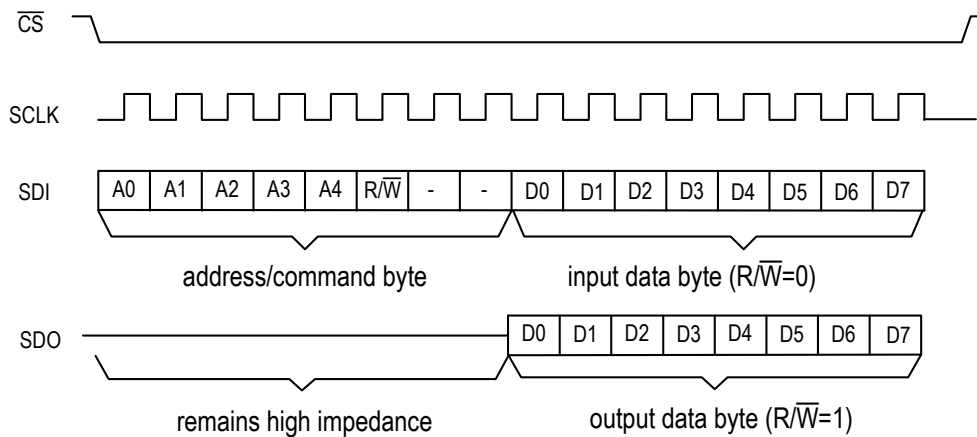 C̅S̅
SCLK
SDI A0 A1 A2 A3 A4 R/W̅ - - D0 D1 D2 D3 D4 D5 D6 D7
address/command byte input data byte (R/W̅=0)
SDO D0 D1 D2 D3 D4 D5 D6 D7
remains high impedance output data byte (R/W̅=1)